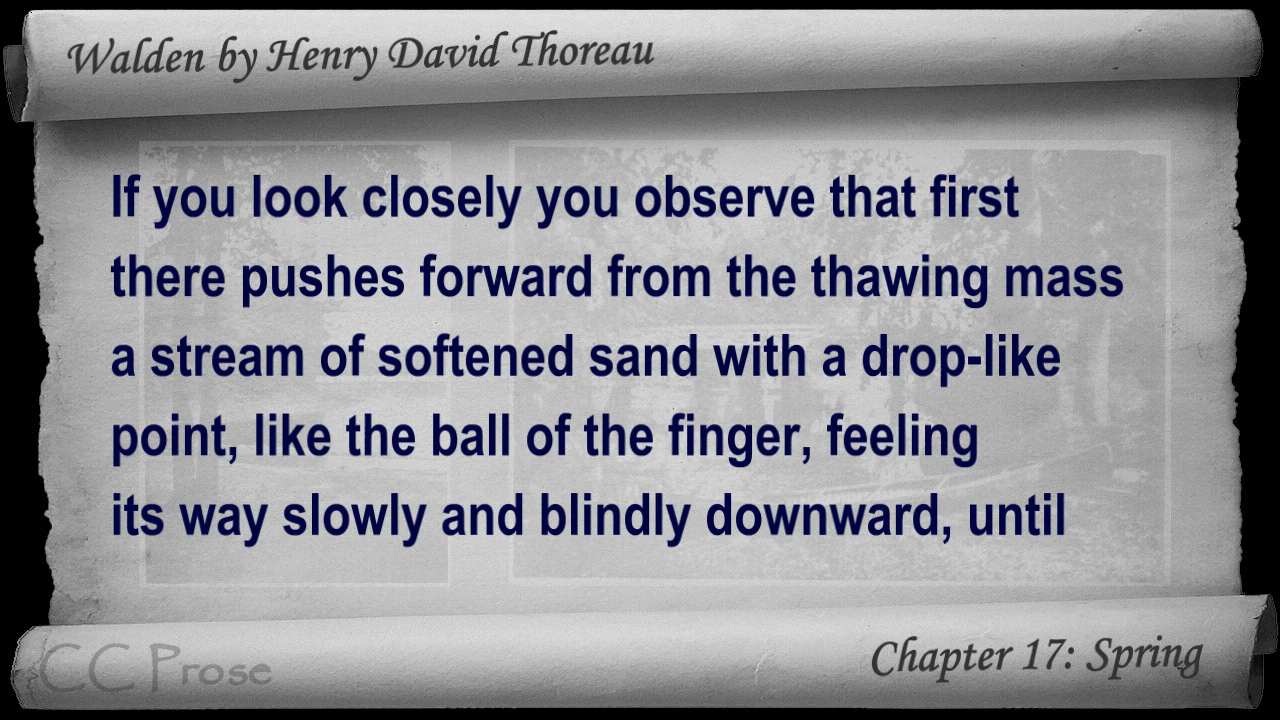 Walden by Henry David Thoreau
If you look closely you observe that first
there pushes forward from the thawing mass
a stream of softened sand with a drop-like
point, like the ball of the finger, feeling
its way slowly and blindly downward, until
Chapter 17: Spring
CC Prose